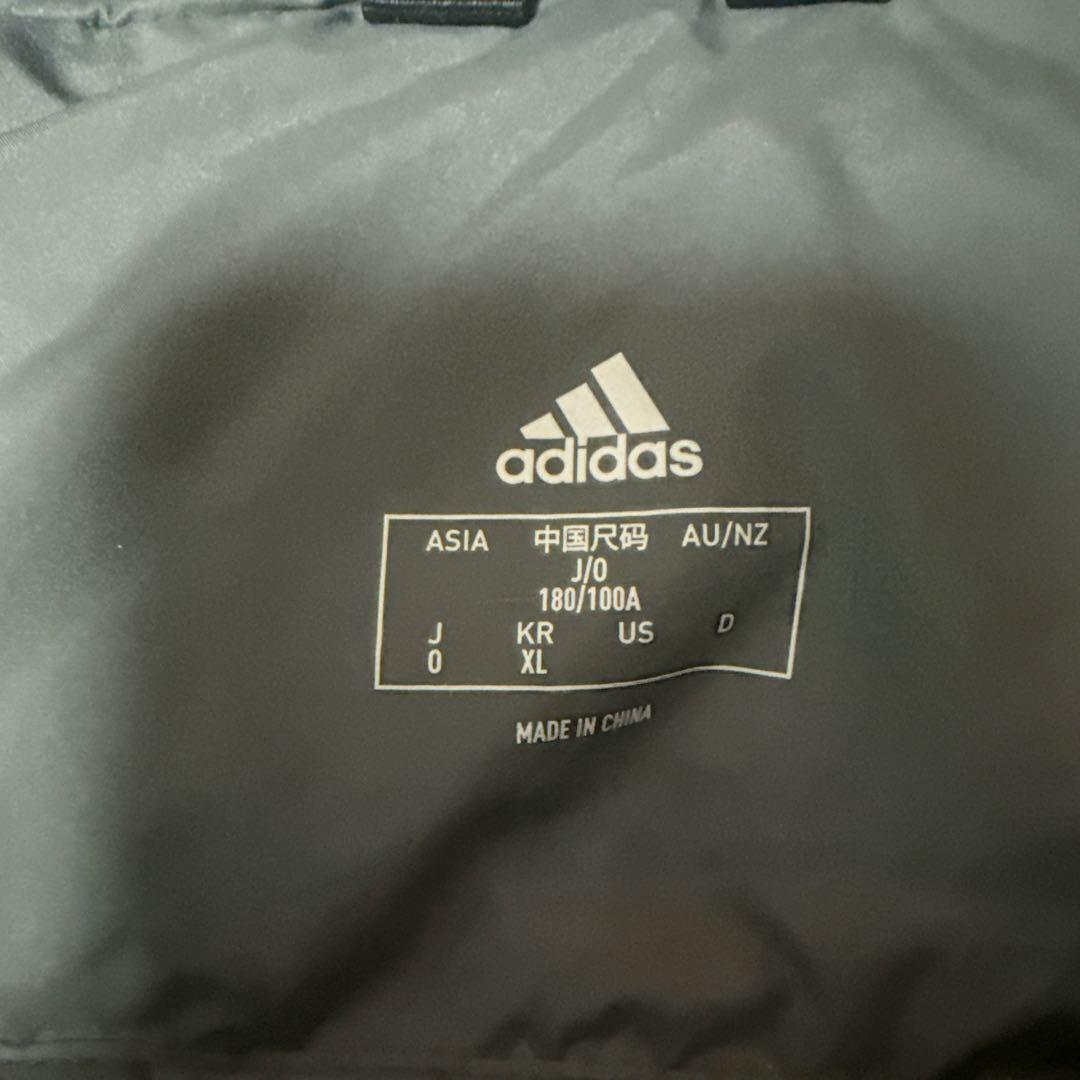 adidas
ASIA 中国尺码 AU/NZ
J/O
180/100A
J KR US D
O XL
MADE IN CHINA